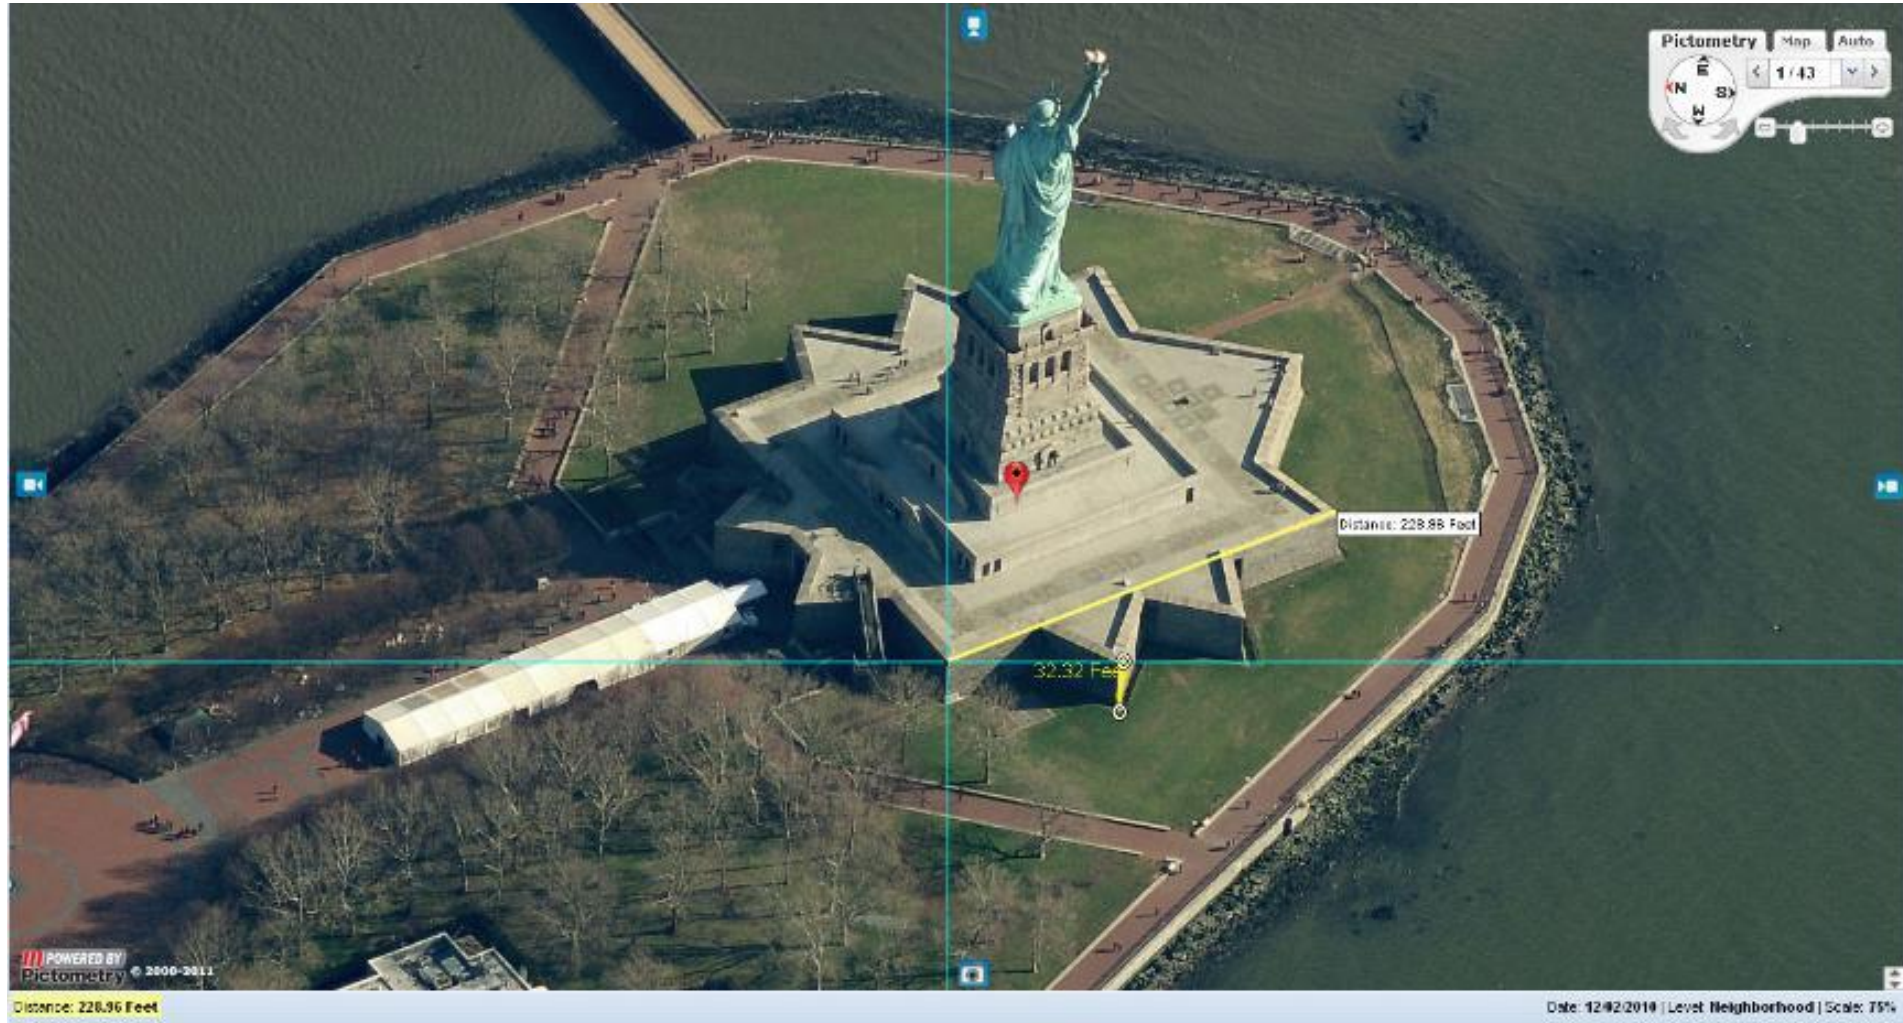 Pictometry Map Auto
E
N S
W
1 / 43
Distance: 228.96 Feet
32.32 Feet
POWERED BY
Pictometry © 2000-2011
Distance: 228.96 Feet
Date: 12/02/2010 | Level: Neighborhood | Scale: 75%